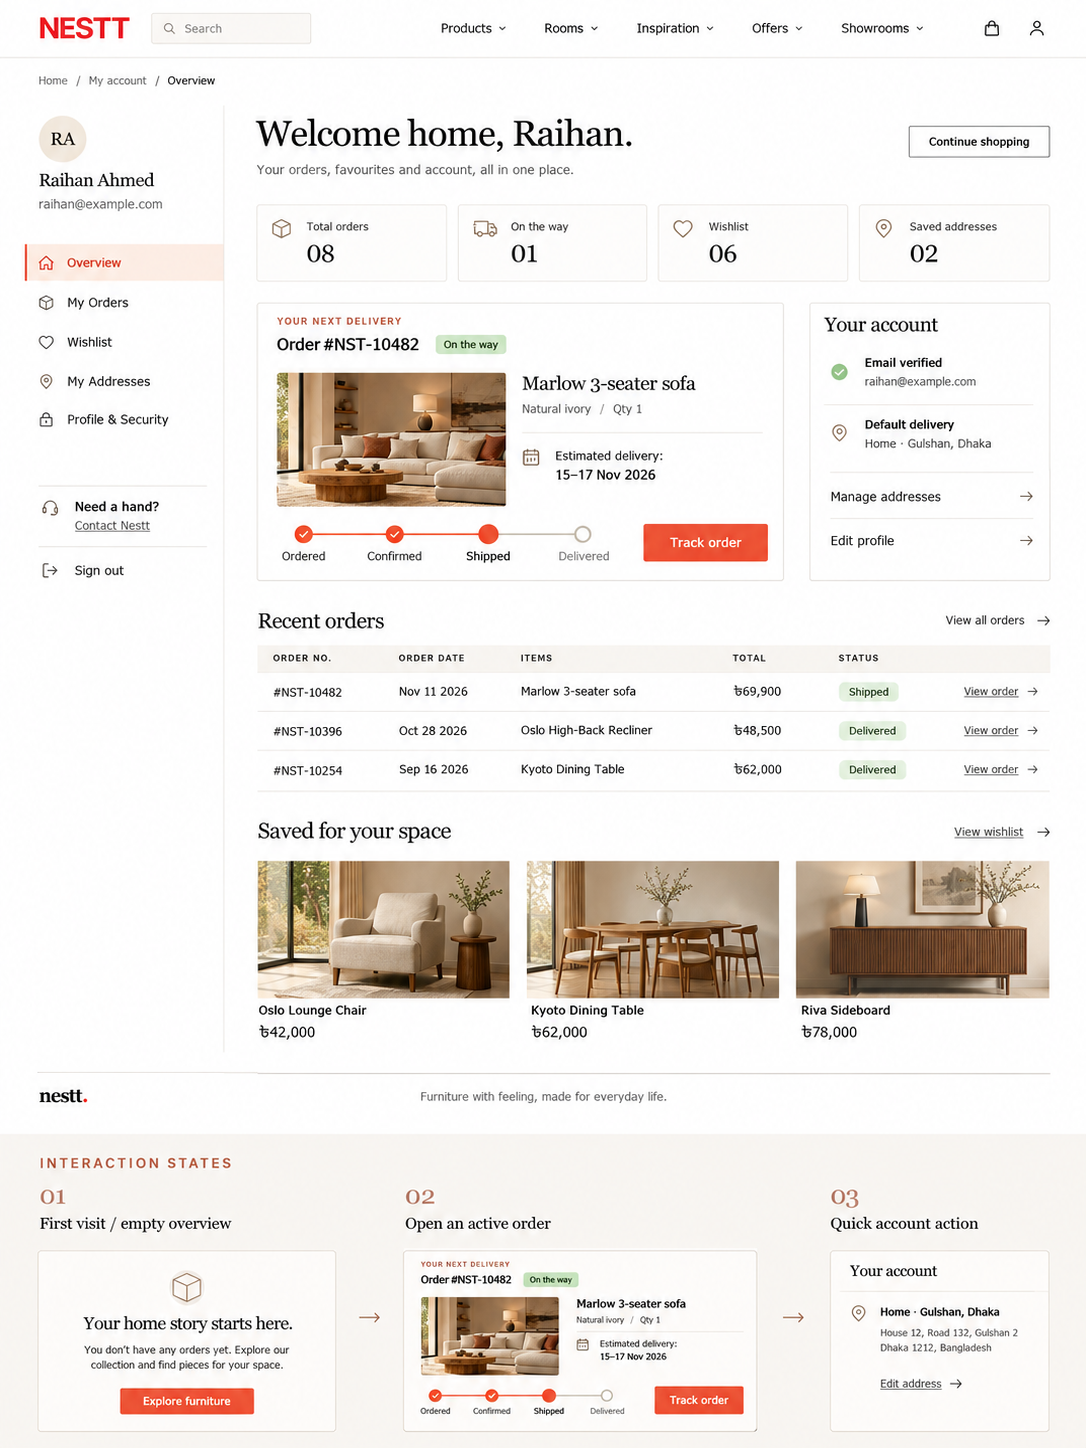 NESTT
Search
Products
Rooms
Inspiration
Offers
Showrooms
Home / My account / Overview
RA
Raihan Ahmed
raihan@example.com
Overview
My Orders
Wishlist
My Addresses
Profile & Security
Need a hand?
Contact Nestt
Sign out
Welcome home, Raihan.
Your orders, favourites and account, all in one place.
Continue shopping
Total orders
08
On the way
01
Wishlist
06
Saved addresses
02
YOUR NEXT DELIVERY
Order #NST-10482 On the way
Marlow 3-seater sofa
Natural ivory / Qty 1
Estimated delivery:
15–17 Nov 2026
Ordered
Confirmed
Shipped
Delivered
Track order
Your account
Email verified
raihan@example.com
Default delivery
Home · Gulshan, Dhaka
Manage addresses
Edit profile
Recent orders
View all orders
ORDER NO. ORDER DATE ITEMS TOTAL STATUS
#NST-10482 Nov 11 2026 Marlow 3-seater sofa ৳69,900 Shipped View order
#NST-10396 Oct 28 2026 Oslo High-Back Recliner ৳48,500 Delivered View order
#NST-10254 Sep 16 2026 Kyoto Dining Table ৳62,000 Delivered View order
Saved for your space
View wishlist
Oslo Lounge Chair
৳42,000
Kyoto Dining Table
৳62,000
Riva Sideboard
৳78,000
nestt.
Furniture with feeling, made for everyday life.
INTERACTION STATES
01
First visit / empty overview
Your home story starts here.
You don't have any orders yet. Explore our
collection and find pieces for your space.
Explore furniture
02
Open an active order
YOUR NEXT DELIVERY
Order #NST-10482 On the way
Marlow 3-seater sofa
Natural ivory / Qty 1
Estimated delivery:
15–17 Nov 2026
Ordered
Confirmed
Shipped
Delivered
Track order
03
Quick account action
Your account
Home · Gulshan, Dhaka
House 12, Road 132, Gulshan 2
Dhaka 1212, Bangladesh
Edit address